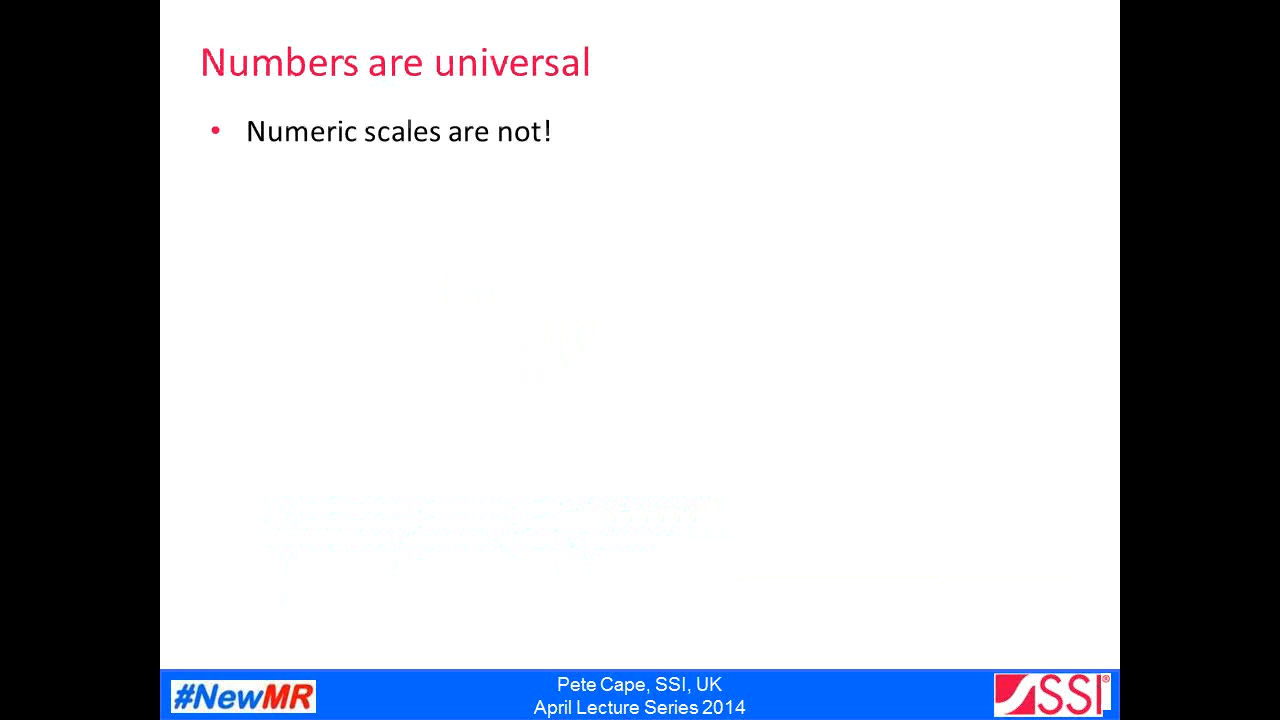 Numbers are universal
• Numeric scales are not!
#NewMR
Pete Cape, SSI, UK
April Lecture Series 2014
SSI®